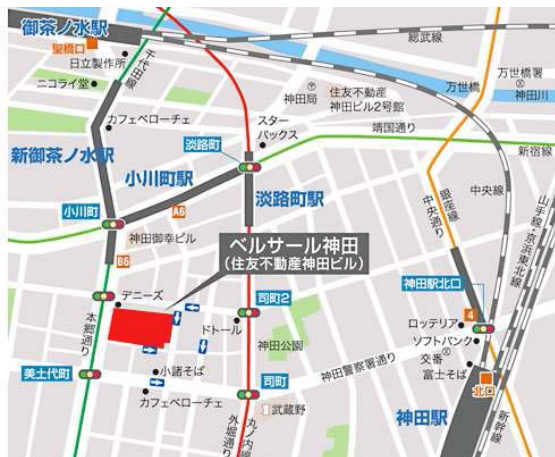 御茶ノ水駅
聖橋口
日立製作所
ニコライ堂
千代田線
カフェベローチェ
新御茶ノ水駅
小川町駅
淡路町
神田局
住友不動産
神田ビル2号館
スター
バックス
総武線
万世橋
万世橋署
神田川
靖国通り
新宿線
中央線
山手線・京浜東北線
銀座線
中央通り
淡路町駅
小川町
A6
神田御幸ビル
B6
ベルサール神田
(住友不動産神田ビル)
デニーズ
本郷通り
司町2
ドトール
神田公園
神田駅北口
4
ロッテリア
ソフトバンク
交番
富士そば
神田警察署通り
美土代町
小諸そば
カフェベローチェ
司町
武蔵野
丸ノ内線
外堀通り
神田駅
北口
新幹線